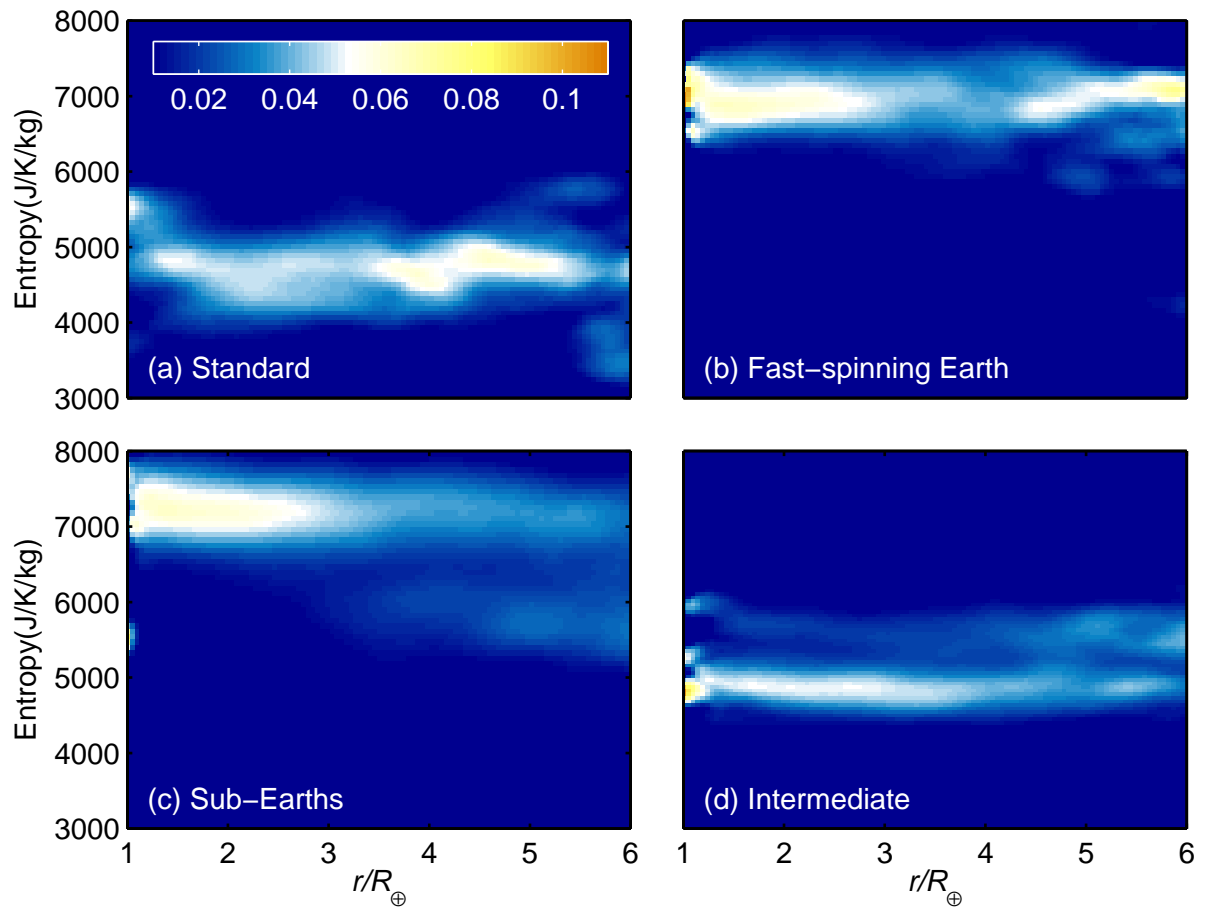 8000
7000
6000
5000
4000
3000
Entropy(J/K/kg)
0.02 0.04 0.06 0.08 0.1
(a) Standard
(b) Fast−spinning Earth
8000
7000
6000
5000
4000
3000
Entropy(J/K/kg)
(c) Sub−Earths
(d) Intermediate
1 2 3 4 5 6
r/R⊕
1 2 3 4 5 6
r/R⊕